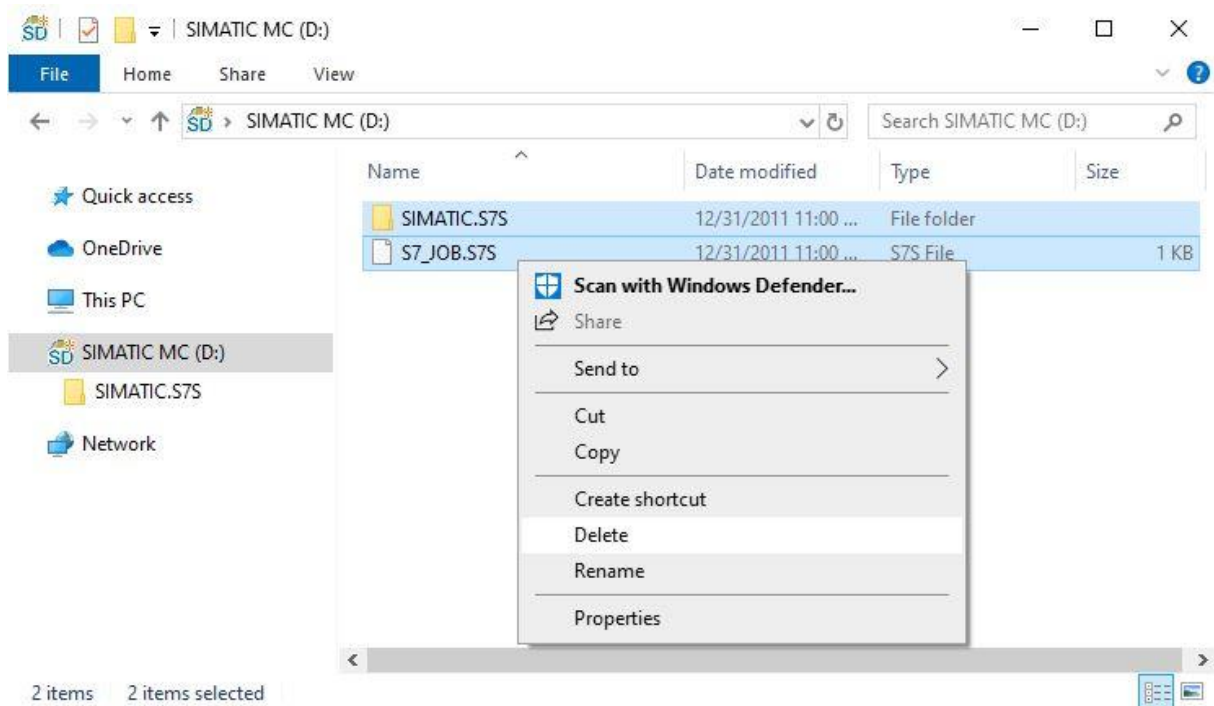 SD SIMATIC MC (D:)
File Home Share View
SD SIMATIC MC (D:) Search SIMATIC MC (D:)
Name Date modified Type Size
Quick access
OneDrive
This PC
SD SIMATIC MC (D:)
SIMATIC.S7S
Network
SIMATIC.S7S 12/31/2011 11:00 ... File folder
S7_JOB.S7S 12/31/2011 11:00 ... S7S File 1 KB
Scan with Windows Defender...
Share
Send to
Cut
Copy
Create shortcut
Delete
Rename
Properties
2 items 2 items selected